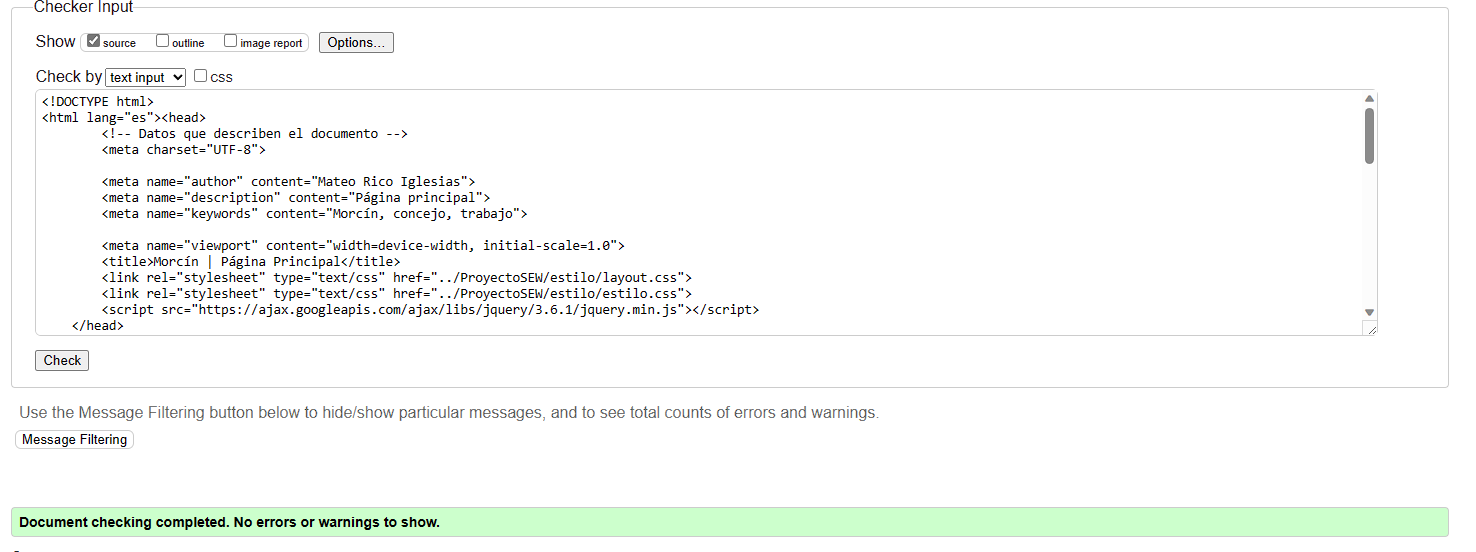 Checker Input
Show source outline image report Options...
Check by text input css
<!DOCTYPE html>
<html lang="es"><head>
<!-- Datos que describen el documento -->
<meta charset="UTF-8">
<meta name="author" content="Mateo Rico Iglesias">
<meta name="description" content="Página principal">
<meta name="keywords" content="Morcín, concejo, trabajo">
<meta name="viewport" content="width=device-width, initial-scale=1.0">
<title>Morcín | Página Principal</title>
<link rel="stylesheet" type="text/css" href="../ProyectoSEW/estilo/layout.css">
<link rel="stylesheet" type="text/css" href="../ProyectoSEW/estilo/estilo.css">
<script src="https://ajax.googleapis.com/ajax/libs/jquery/3.6.1/jquery.min.js"></script>
</head>
Check
Use the Message Filtering button below to hide/show particular messages, and to see total counts of errors and warnings.
Message Filtering
Document checking completed. No errors or warnings to show.